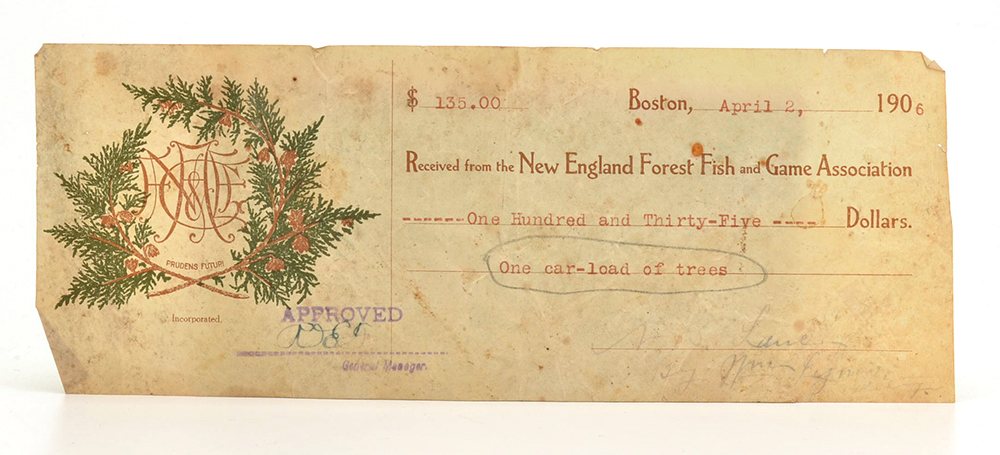 $ 135.00 Boston, April 2, 1906
Received from the New England Forest Fish and Game Association
------One Hundred and Thirty-Five ---- Dollars.
One car-load of trees
PRUDENS FUTURI
Incorporated.
APPROVED
General Manager.